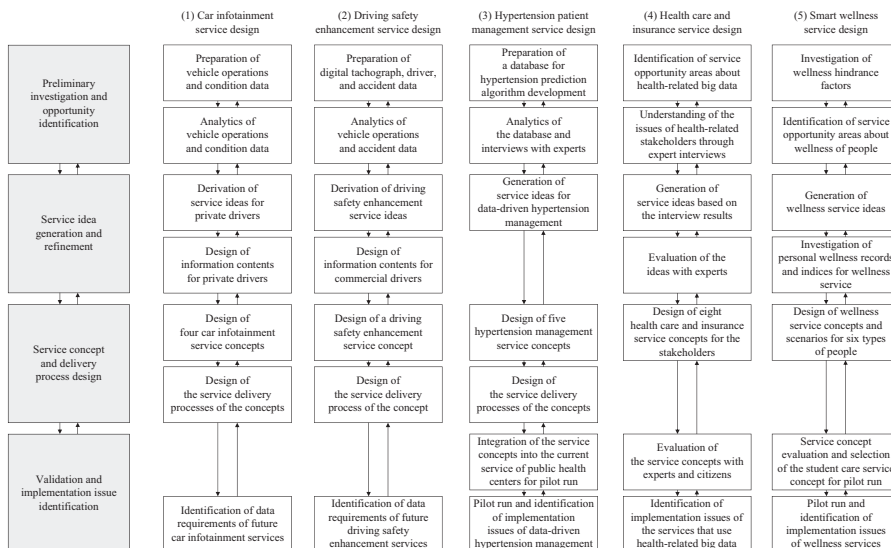 (1) Car infotainment
service design
(2) Driving safety
enhancement service design
(3) Hypertension patient
management service design
(4) Health care and
insurance service design
(5) Smart wellness
service design
Preliminary
investigation and
opportunity
identification
Preparation of
vehicle operations
and condition data
Preparation of
digital tachograph, driver,
and accident data
Preparation of
a database for
hypertension prediction
algorithm development
Identification of service
opportunity areas about
health-related big data
Investigation of
wellness hindrance
factors
Analytics of
vehicle operations
and condition data
Analytics of
vehicle operations
and accident data
Analytics of
the database and
interviews with experts
Understanding of the
issues of health-related
stakeholders through
expert interviews
Identification of service
opportunity areas about
wellness of people
Service idea
generation and
refinement
Derivation of
service ideas for
private drivers
Derivation of driving
safety enhancement
service ideas
Generation of
service ideas for
data-driven hypertension
management
Generation of
service ideas based on
the interview results
Generation of
wellness service ideas
Design of
information contents
for private drivers
Design of
information contents for
commercial drivers
Evaluation of the
ideas with experts
Investigation of
personal wellness records
and indices for wellness
service
Service concept
and delivery
process design
Design of
four car infotainment
service concepts
Design of a driving
safety enhancement
service concept
Design of five
hypertension management
service concepts
Design of eight
health care and insurance
service concepts for the
stakeholders
Design of wellness
service concepts and
scenarios for six types
of people
Design of
the service delivery
processes of the concepts
Design of
the service delivery
process of the concept
Design of
the service delivery
processes of the concepts
Validation and
implementation issue
identification
Integration of the service
concepts into the current
service of public health
centers for pilot run
Evaluation of
the service concepts with
experts and citizens
Service concept
evaluation and selection
of the student care service
concept for pilot run
Identification of data
requirements of future
car infotainment services
Identification of data
requirements of future
driving safety
enhancement services
Pilot run and identification
of implementation
issues of data-driven
hypertension management
Identification of
implementation issues of
the services that use
health-related big data
Pilot run and
identification of
implementation issues
of wellness services